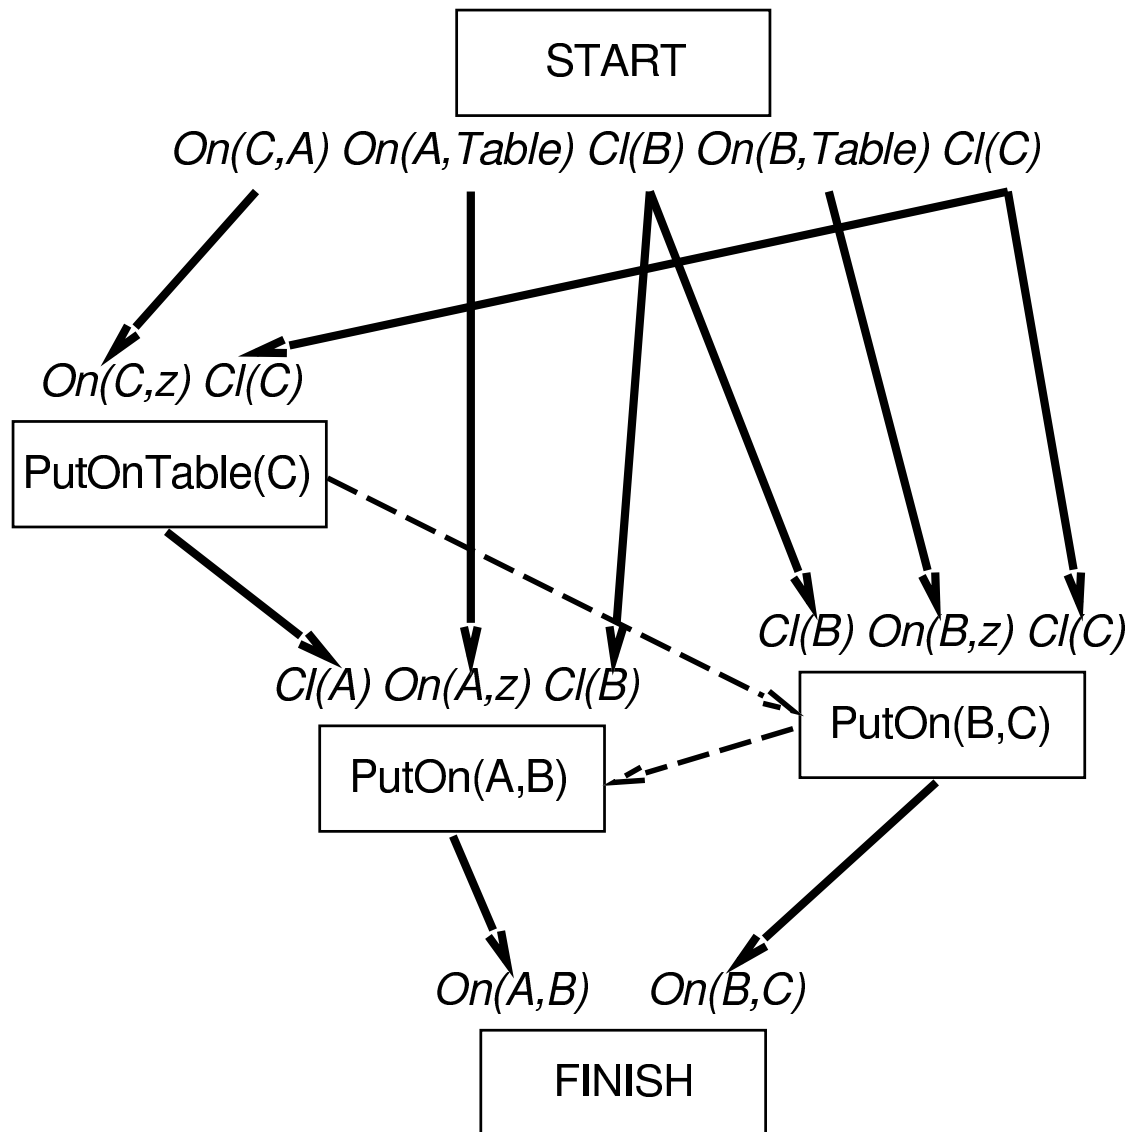 START
On(C,A) On(A,Table) Cl(B) On(B,Table) Cl(C)
On(C,z) Cl(C)
PutOnTable(C)
Cl(B) On(B,z) Cl(C)
Cl(A) On(A,z) Cl(B)
PutOn(B,C)
PutOn(A,B)
On(A,B) On(B,C)
FINISH